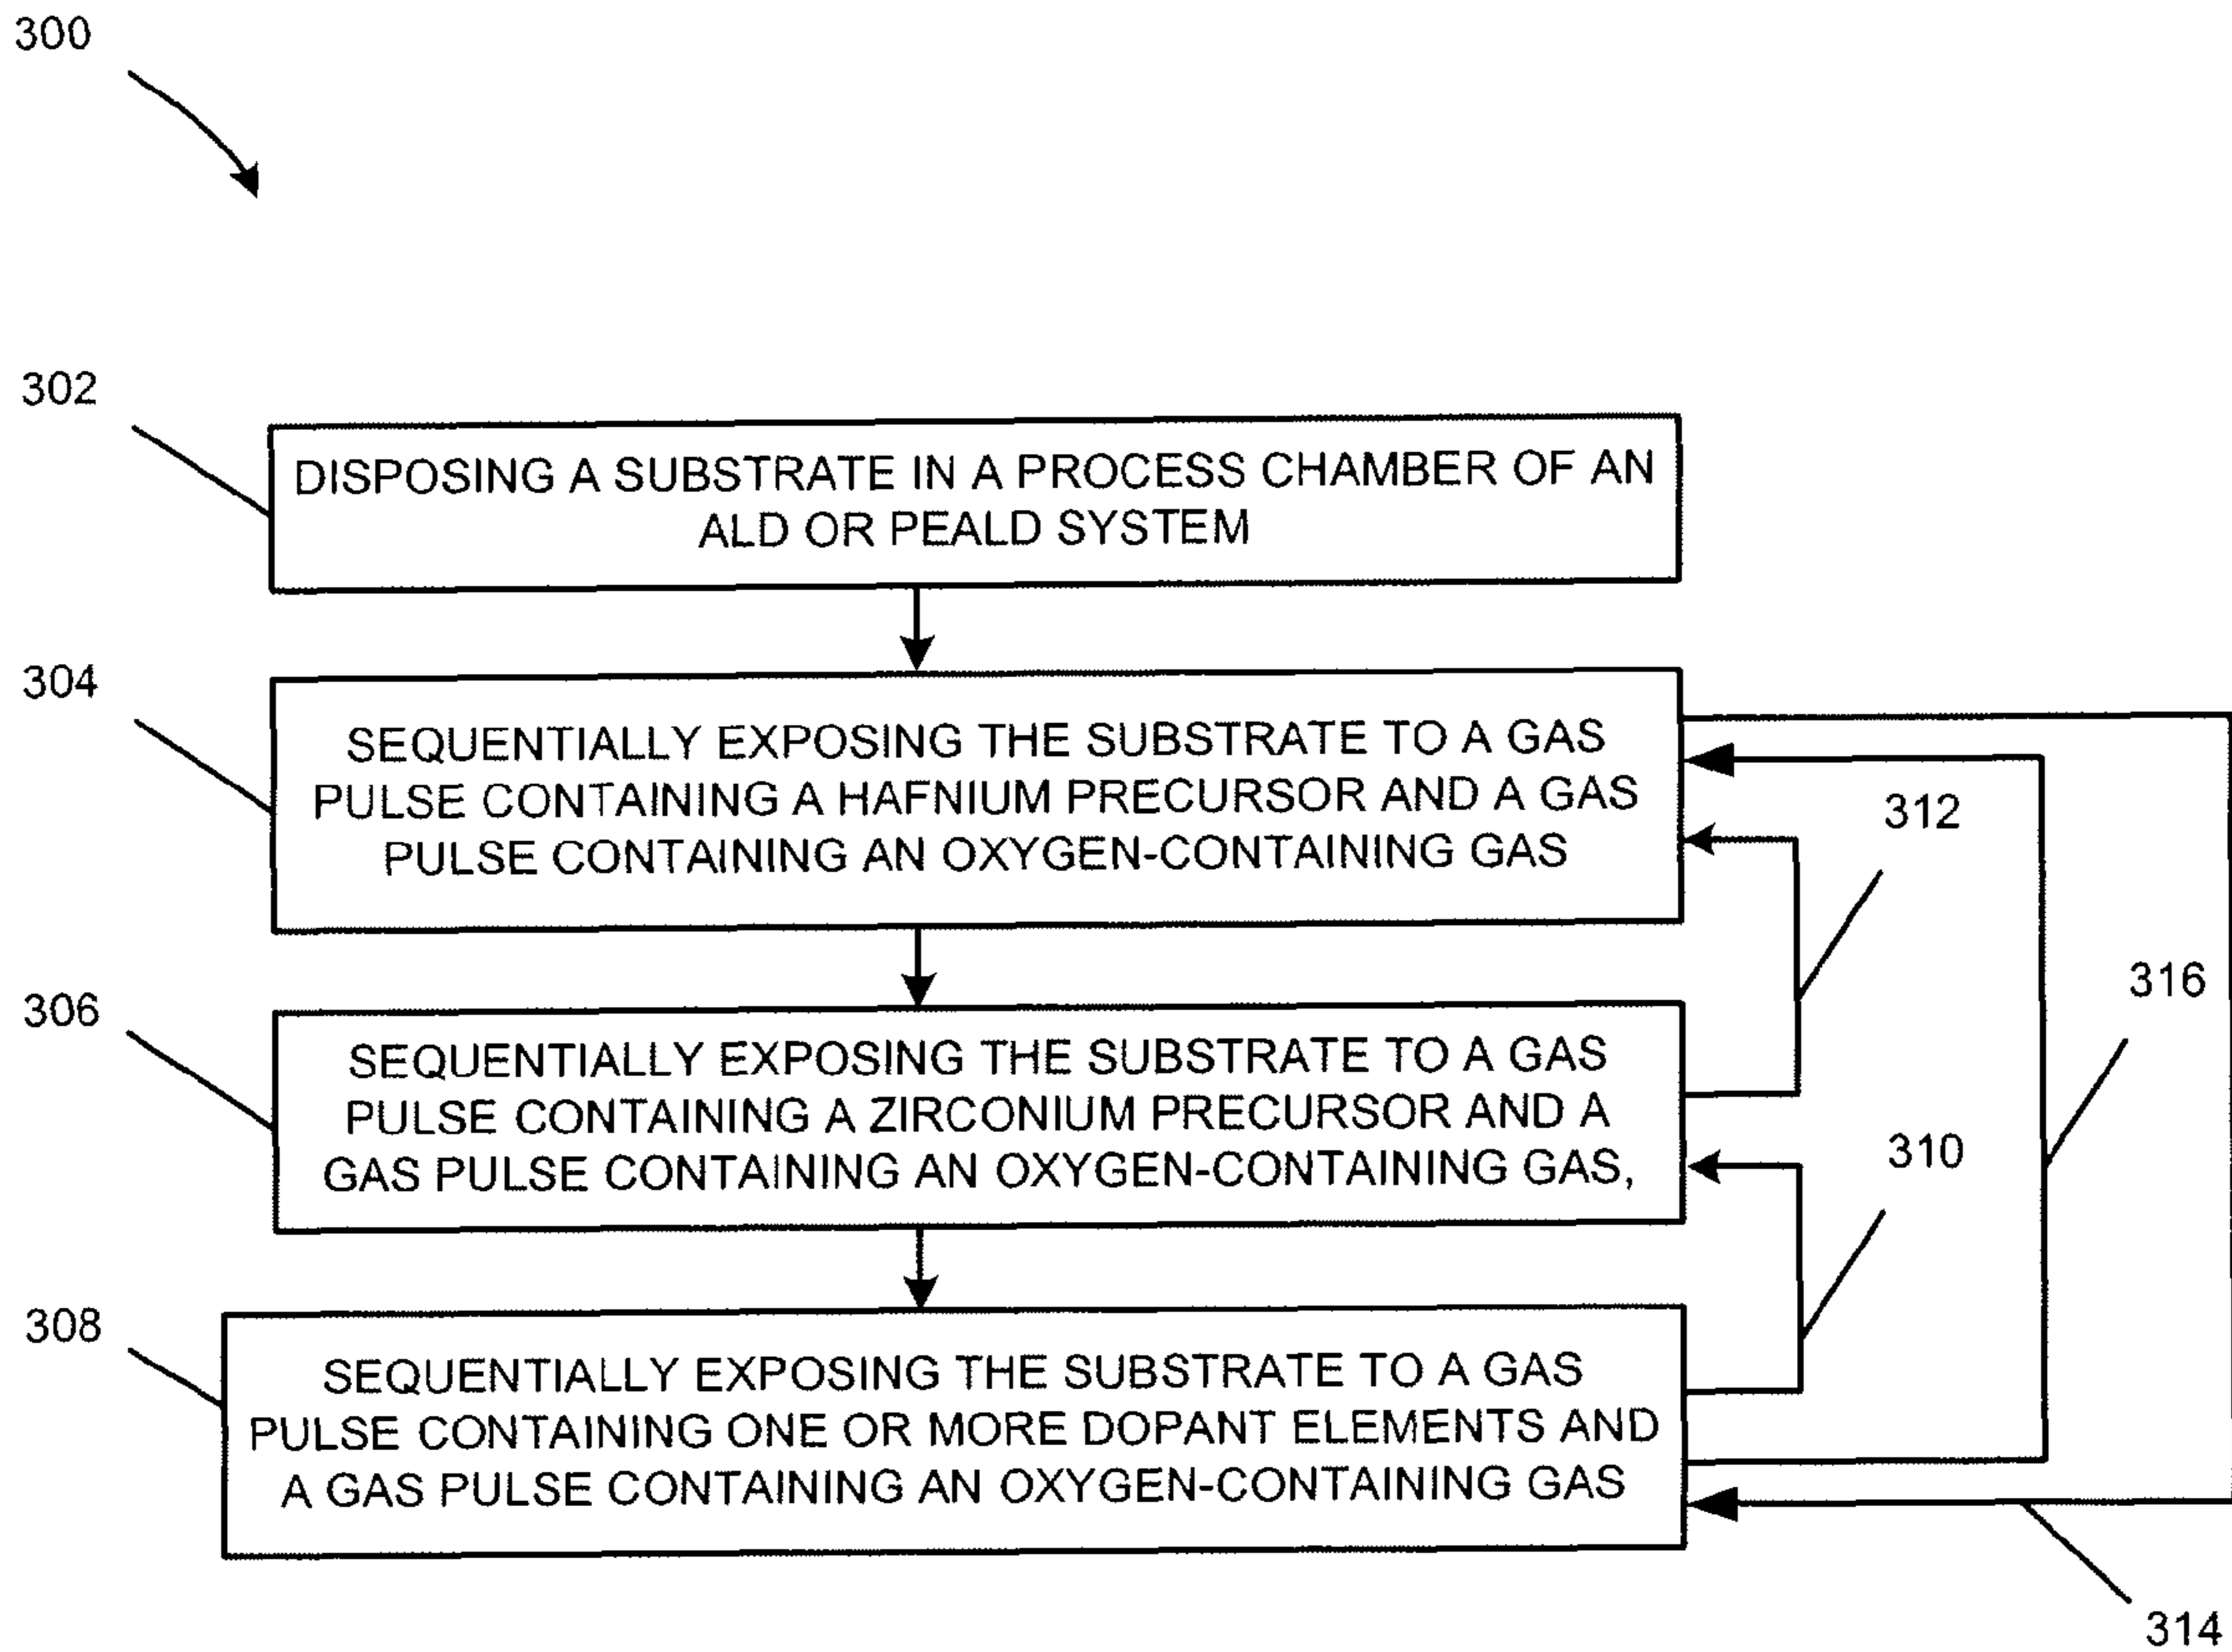 300
302
DISPOSING A SUBSTRATE IN A PROCESS CHAMBER OF AN
ALD OR PEALD SYSTEM
304
SEQUENTIALLY EXPOSING THE SUBSTRATE TO A GAS
PULSE CONTAINING A HAFNIUM PRECURSOR AND A GAS
PULSE CONTAINING AN OXYGEN-CONTAINING GAS
312
316
306
SEQUENTIALLY EXPOSING THE SUBSTRATE TO A GAS
PULSE CONTAINING A ZIRCONIUM PRECURSOR AND A
GAS PULSE CONTAINING AN OXYGEN-CONTAINING GAS,
310
308
SEQUENTIALLY EXPOSING THE SUBSTRATE TO A GAS
PULSE CONTAINING ONE OR MORE DOPANT ELEMENTS AND
A GAS PULSE CONTAINING AN OXYGEN-CONTAINING GAS
314